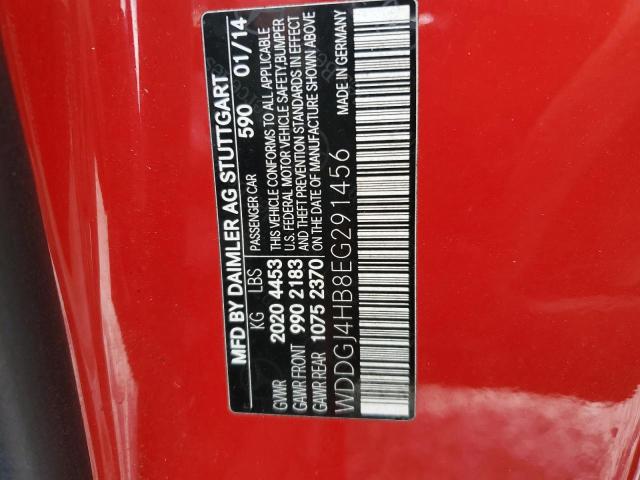 MFD BY DAIMLER AG STUTTGART
590 01/14
KG LBS PASSENGER CAR
GVWR 2020 4453 THIS VEHICLE CONFORMS TO ALL APPLICABLE
U.S. FEDERAL MOTOR VEHICLE SAFETY,BUMPER
GAWR FRONT 990 2183 AND THEFT PREVENTION STANDARDS IN EFFECT
GAWR REAR 1075 2370 ON THE DATE OF MANUFACTURE SHOWN ABOVE
WDDGJ4HB8EG291456 MADE IN GERMANY